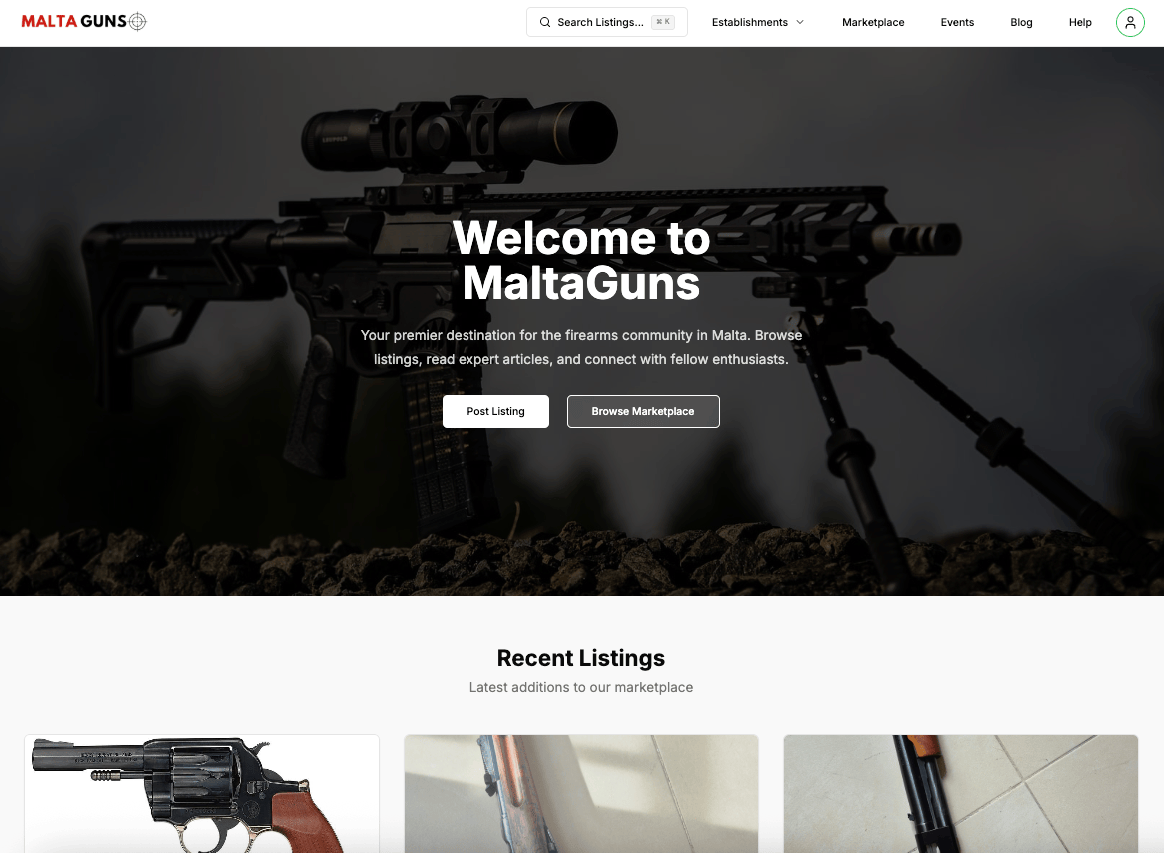 MALTA GUNS
Search Listings... ⌘ K
Establishments
Marketplace
Events
Blog
Help
LEUPOLD
Welcome to
MaltaGuns
Your premier destination for the firearms community in Malta. Browse
listings, read expert articles, and connect with fellow enthusiasts.
Post Listing
Browse Marketplace
Recent Listings
Latest additions to our marketplace